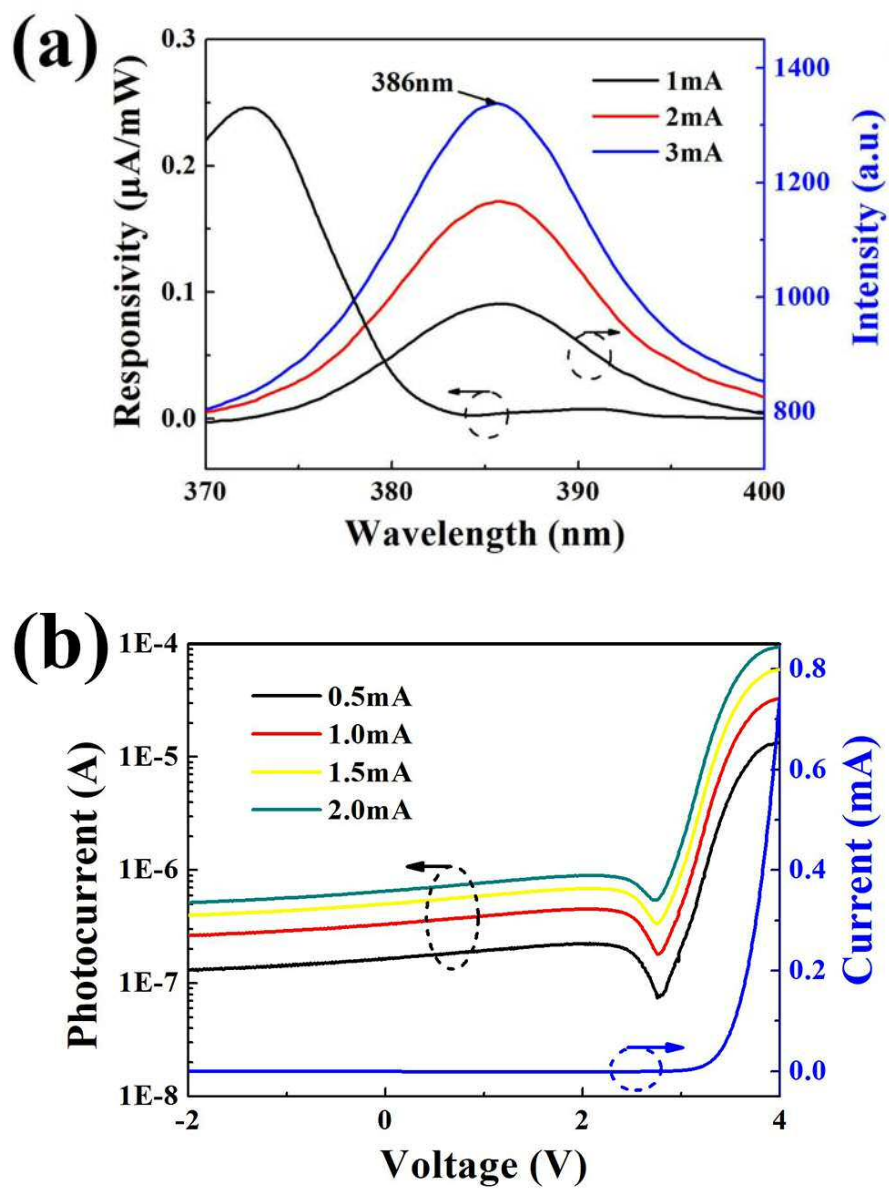 (a)
Responsivity (μA/mW)
0.3
0.2
0.1
0.0
386nm
1mA
2mA
3mA
1400
1200
1000
800
Intensity (a.u.)
370
380
390
400
Wavelength (nm)
(b)
Photocurrent (A)
1E-4
1E-5
1E-6
1E-7
1E-8
0.5mA
1.0mA
1.5mA
2.0mA
0.8
0.6
0.4
0.2
0.0
Current (mA)
-2
0
2
4
Voltage (V)